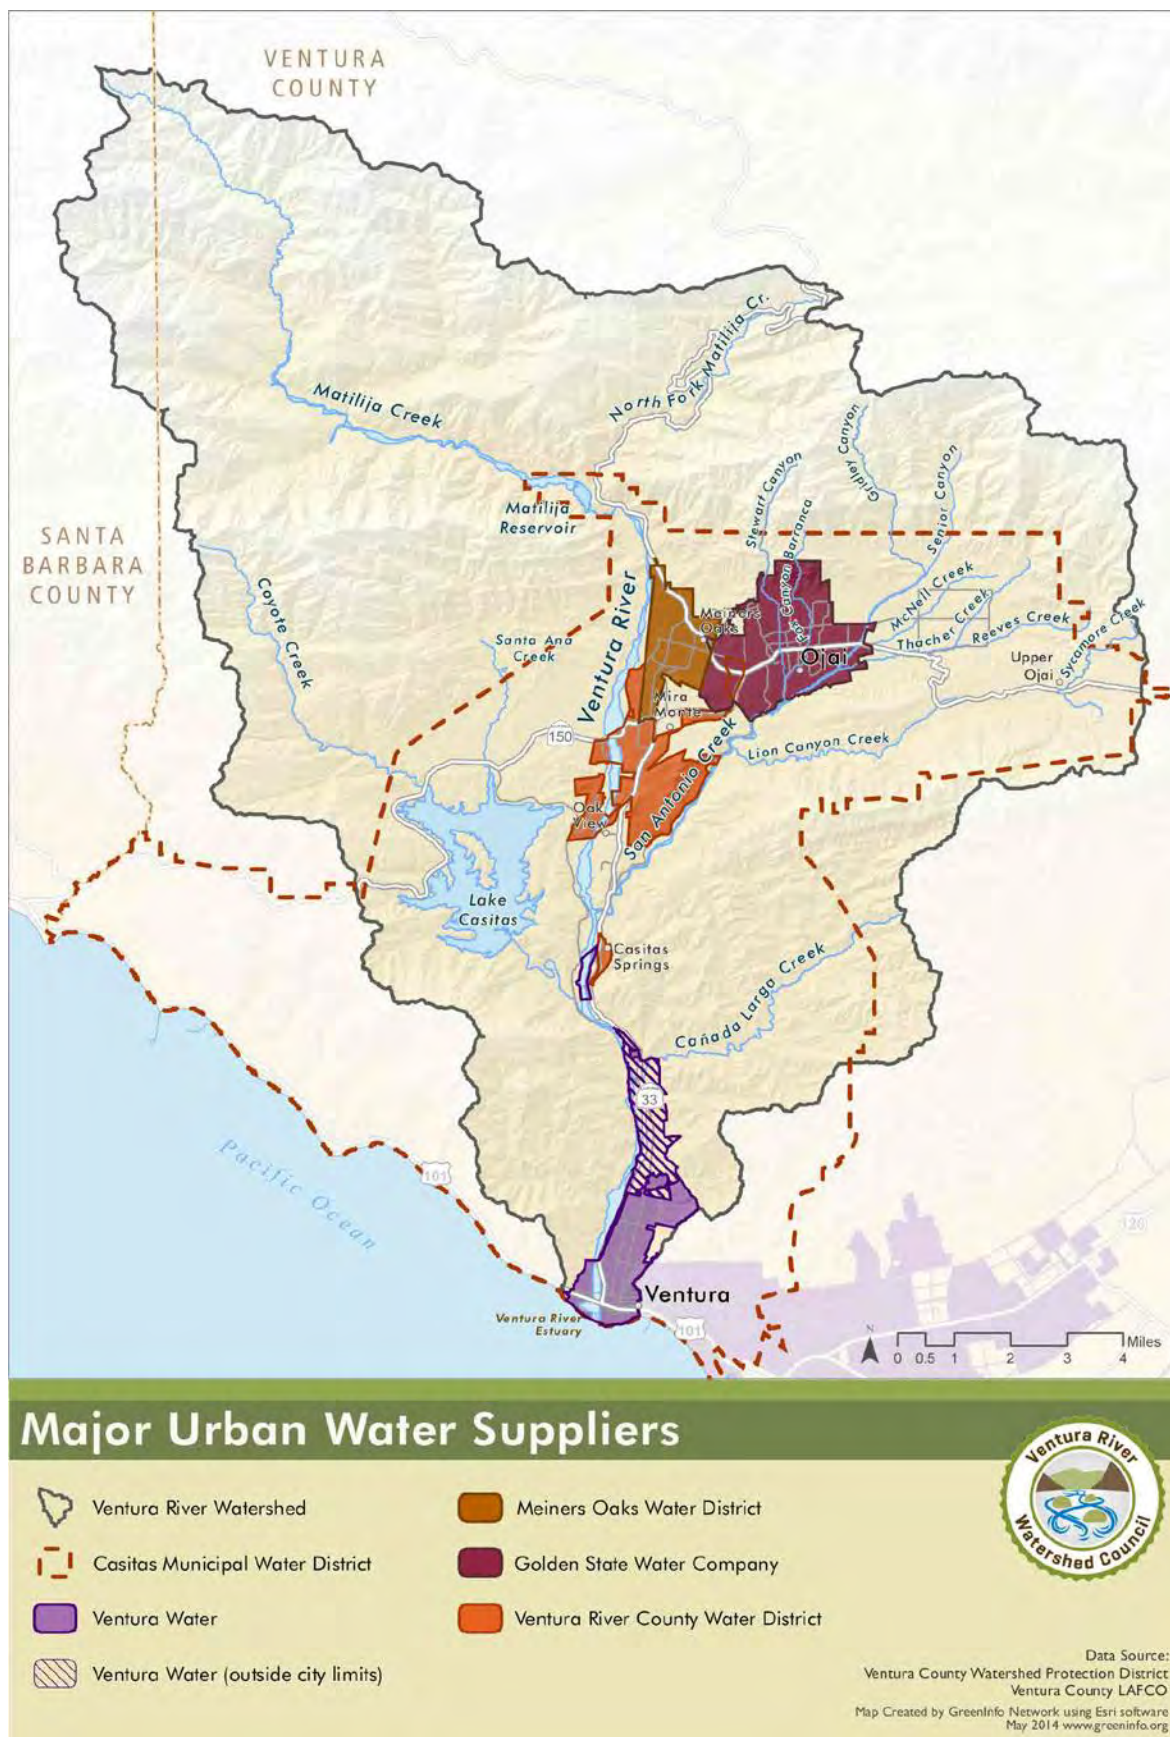 VENTURA
COUNTY
North Fork Matilija Cr.
Matilija Creek
Gridley Canyon
Senior Canyon
Stewart Canyon
Matilija
Reservoir
SANTA
BARBARA
COUNTY
Fox Canyon Barranca
Coyote Creek
Ventura River
Meiners
Oaks
McNeil Creek
Thacher Creek
Reeves Creek
Sycamore Creek
Santa Ana
Creek
Ojai
Upper
Ojai
Mira
Monte
150
Lion Canyon Creek
San Antonio Creek
Oak
View
Lake
Casitas
Casitas
Springs
Cañada Larga Creek
33
Pacific Ocean
101
126
Ventura
Ventura River
Estuary
101
N
0 0.5 1 2 3 4 Miles
Major Urban Water Suppliers
Ventura River
Watershed Council
Ventura River Watershed
Casitas Municipal Water District
Ventura Water
Ventura Water (outside city limits)
Meiners Oaks Water District
Golden State Water Company
Ventura River County Water District
Data Source:
Ventura County Watershed Protection District
Ventura County LAFCO
Map Created by GreenInfo Network using Esri software
May 2014 www.greeninfo.org